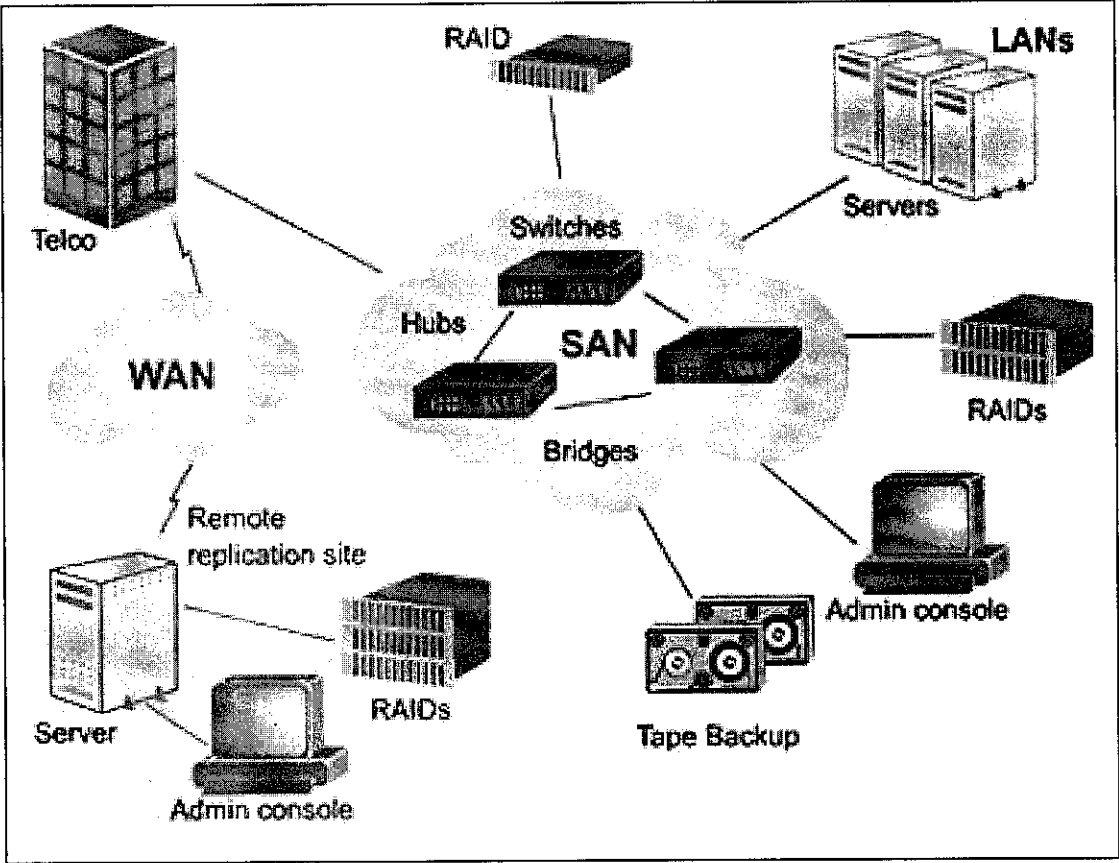 RAID
LANs
Telco
Servers
Switches
Hubs
SAN
WAN
RAIDs
Bridges
Remote
replication site
Admin console
RAIDs
Server
Tape Backup
Admin console